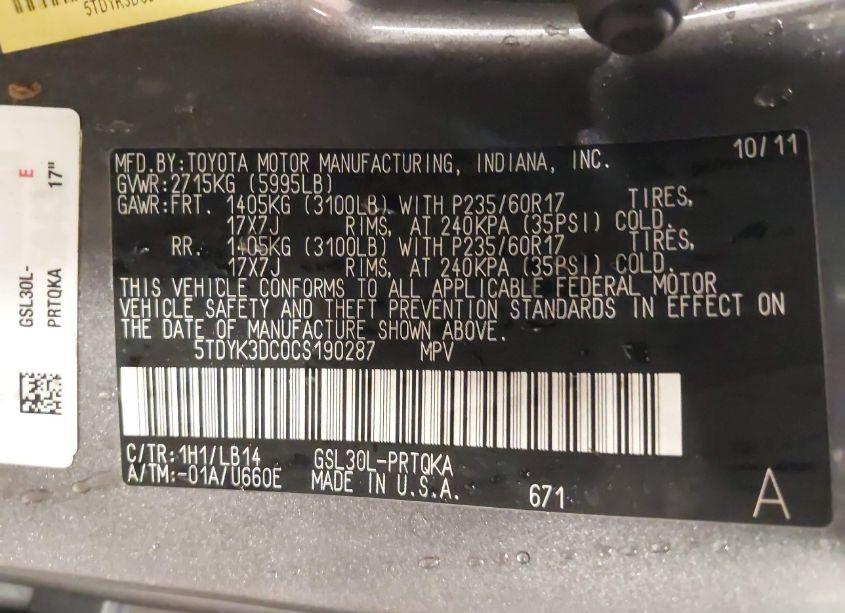 10/11
MFD.BY:TOYOTA MOTOR MANUFACTURING, INDIANA, INC.
GVWR:2715KG (5995LB)
GAWR:FRT. 1405KG (3100LB) WITH P235/60R17 TIRES,
17X7J RIMS, AT 240KPA (35PSI) COLD.
RR. 1405KG (3100LB) WITH P235/60R17 TIRES,
17X7J RIMS, AT 240KPA (35PSI) COLD.
THIS VEHICLE CONFORMS TO ALL APPLICABLE FEDERAL MOTOR
VEHICLE SAFETY AND THEFT PREVENTION STANDARDS IN EFFECT ON
THE DATE OF MANUFACTURE SHOWN ABOVE.
5TDYK3DC0CS190287 MPV
C/TR:1H1/LB14 GSL30L-PRTQKA
A/TM:-01A/U660E MADE IN U.S.A. 671
A
E
17"
GSL30L-
PRTQKA